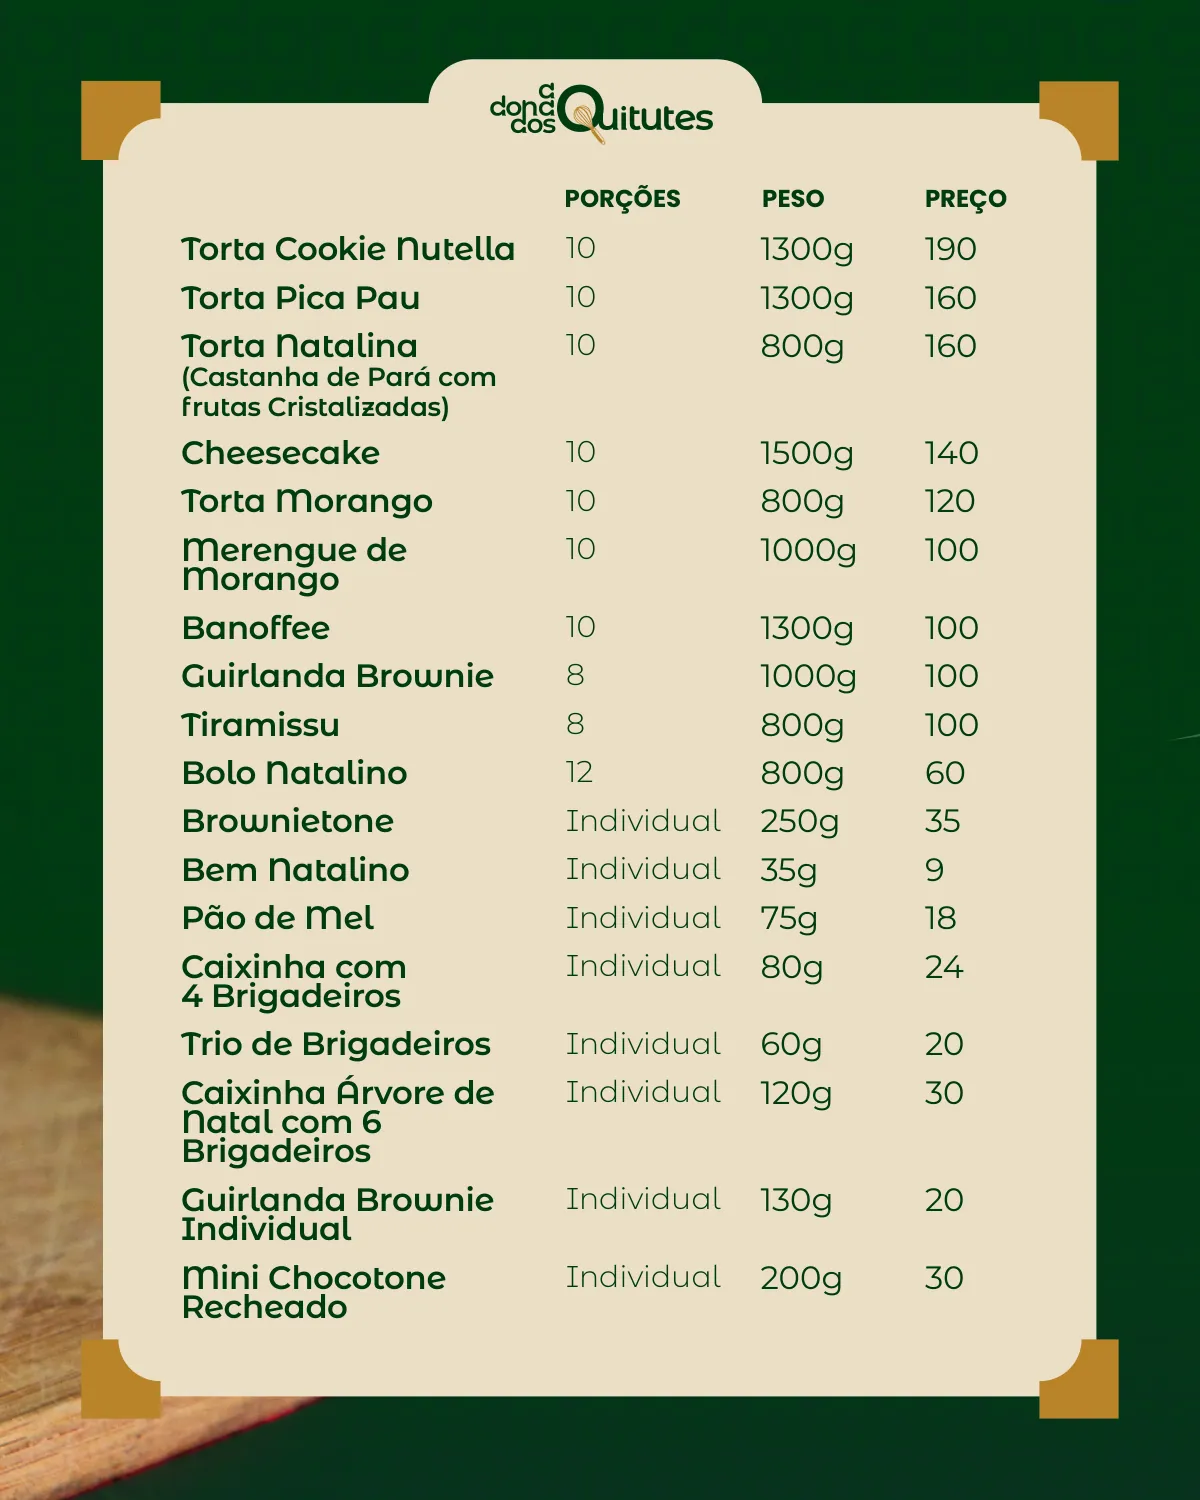 a dona dos Quitutes
PORÇÕES PESO PREÇO
Torta Cookie Nutella 10 1300g 190
Torta Pica Pau 10 1300g 160
Torta Natalina 10 800g 160
(Castanha de Pará com
frutas Cristalizadas)
Cheesecake 10 1500g 140
Torta Morango 10 800g 120
Merengue de 10 1000g 100
Morango
Banoffee 10 1300g 100
Guirlanda Brownie 8 1000g 100
Tiramissu 8 800g 100
Bolo Natalino 12 800g 60
Brownietone Individual 250g 35
Bem Natalino Individual 35g 9
Pão de Mel Individual 75g 18
Caixinha com Individual 80g 24
4 Brigadeiros
Trio de Brigadeiros Individual 60g 20
Caixinha Árvore de Individual 120g 30
Natal com 6
Brigadeiros
Guirlanda Brownie Individual 130g 20
Individual
Mini Chocotone Individual 200g 30
Recheado